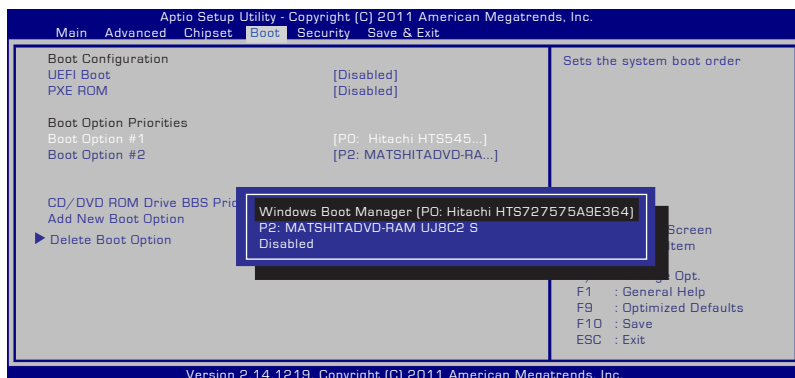 Aptio Setup Utility - Copyright (C) 2011 American Megatrends, Inc.
Main Advanced Chipset Boot Security Save & Exit
Boot Configuration
UEFI Boot [Disabled]
PXE ROM [Disabled]
Boot Option Priorities
Boot Option #1 [P0: Hitachi HTS545...]
Boot Option #2 [P2: MATSHITADVD-RA...]
CD/DVD ROM Drive BBS Prio
Add New Boot Option
Delete Boot Option
Windows Boot Manager (P0: Hitachi HTS727575A9E364)
P2: MATSHITADVD-RAM UJ8C2 S
Disabled
Sets the system boot order
Screen
Item
Opt.
F1 : General Help
F9 : Optimized Defaults
F10 : Save
ESC : Exit
Version 2.14.1219. Copyright (C) 2011 American Megatrends, Inc.